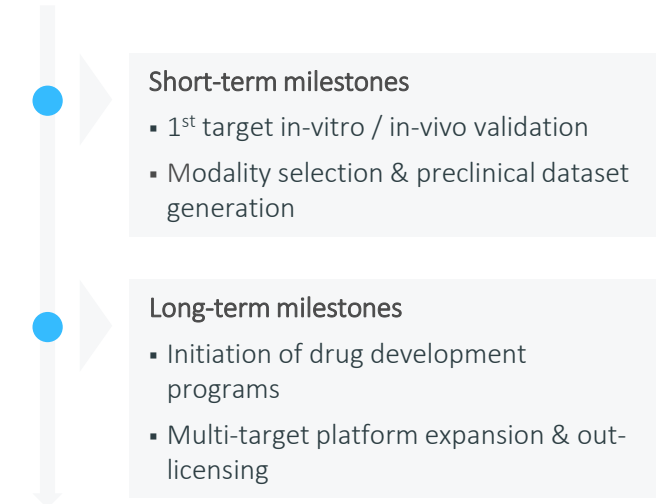 Short-term milestones
▪ 1st target in-vitro / in-vivo validation
▪ Modality selection & preclinical dataset
generation
Long-term milestones
▪ Initiation of drug development
programs
▪ Multi-target platform expansion & out-
licensing